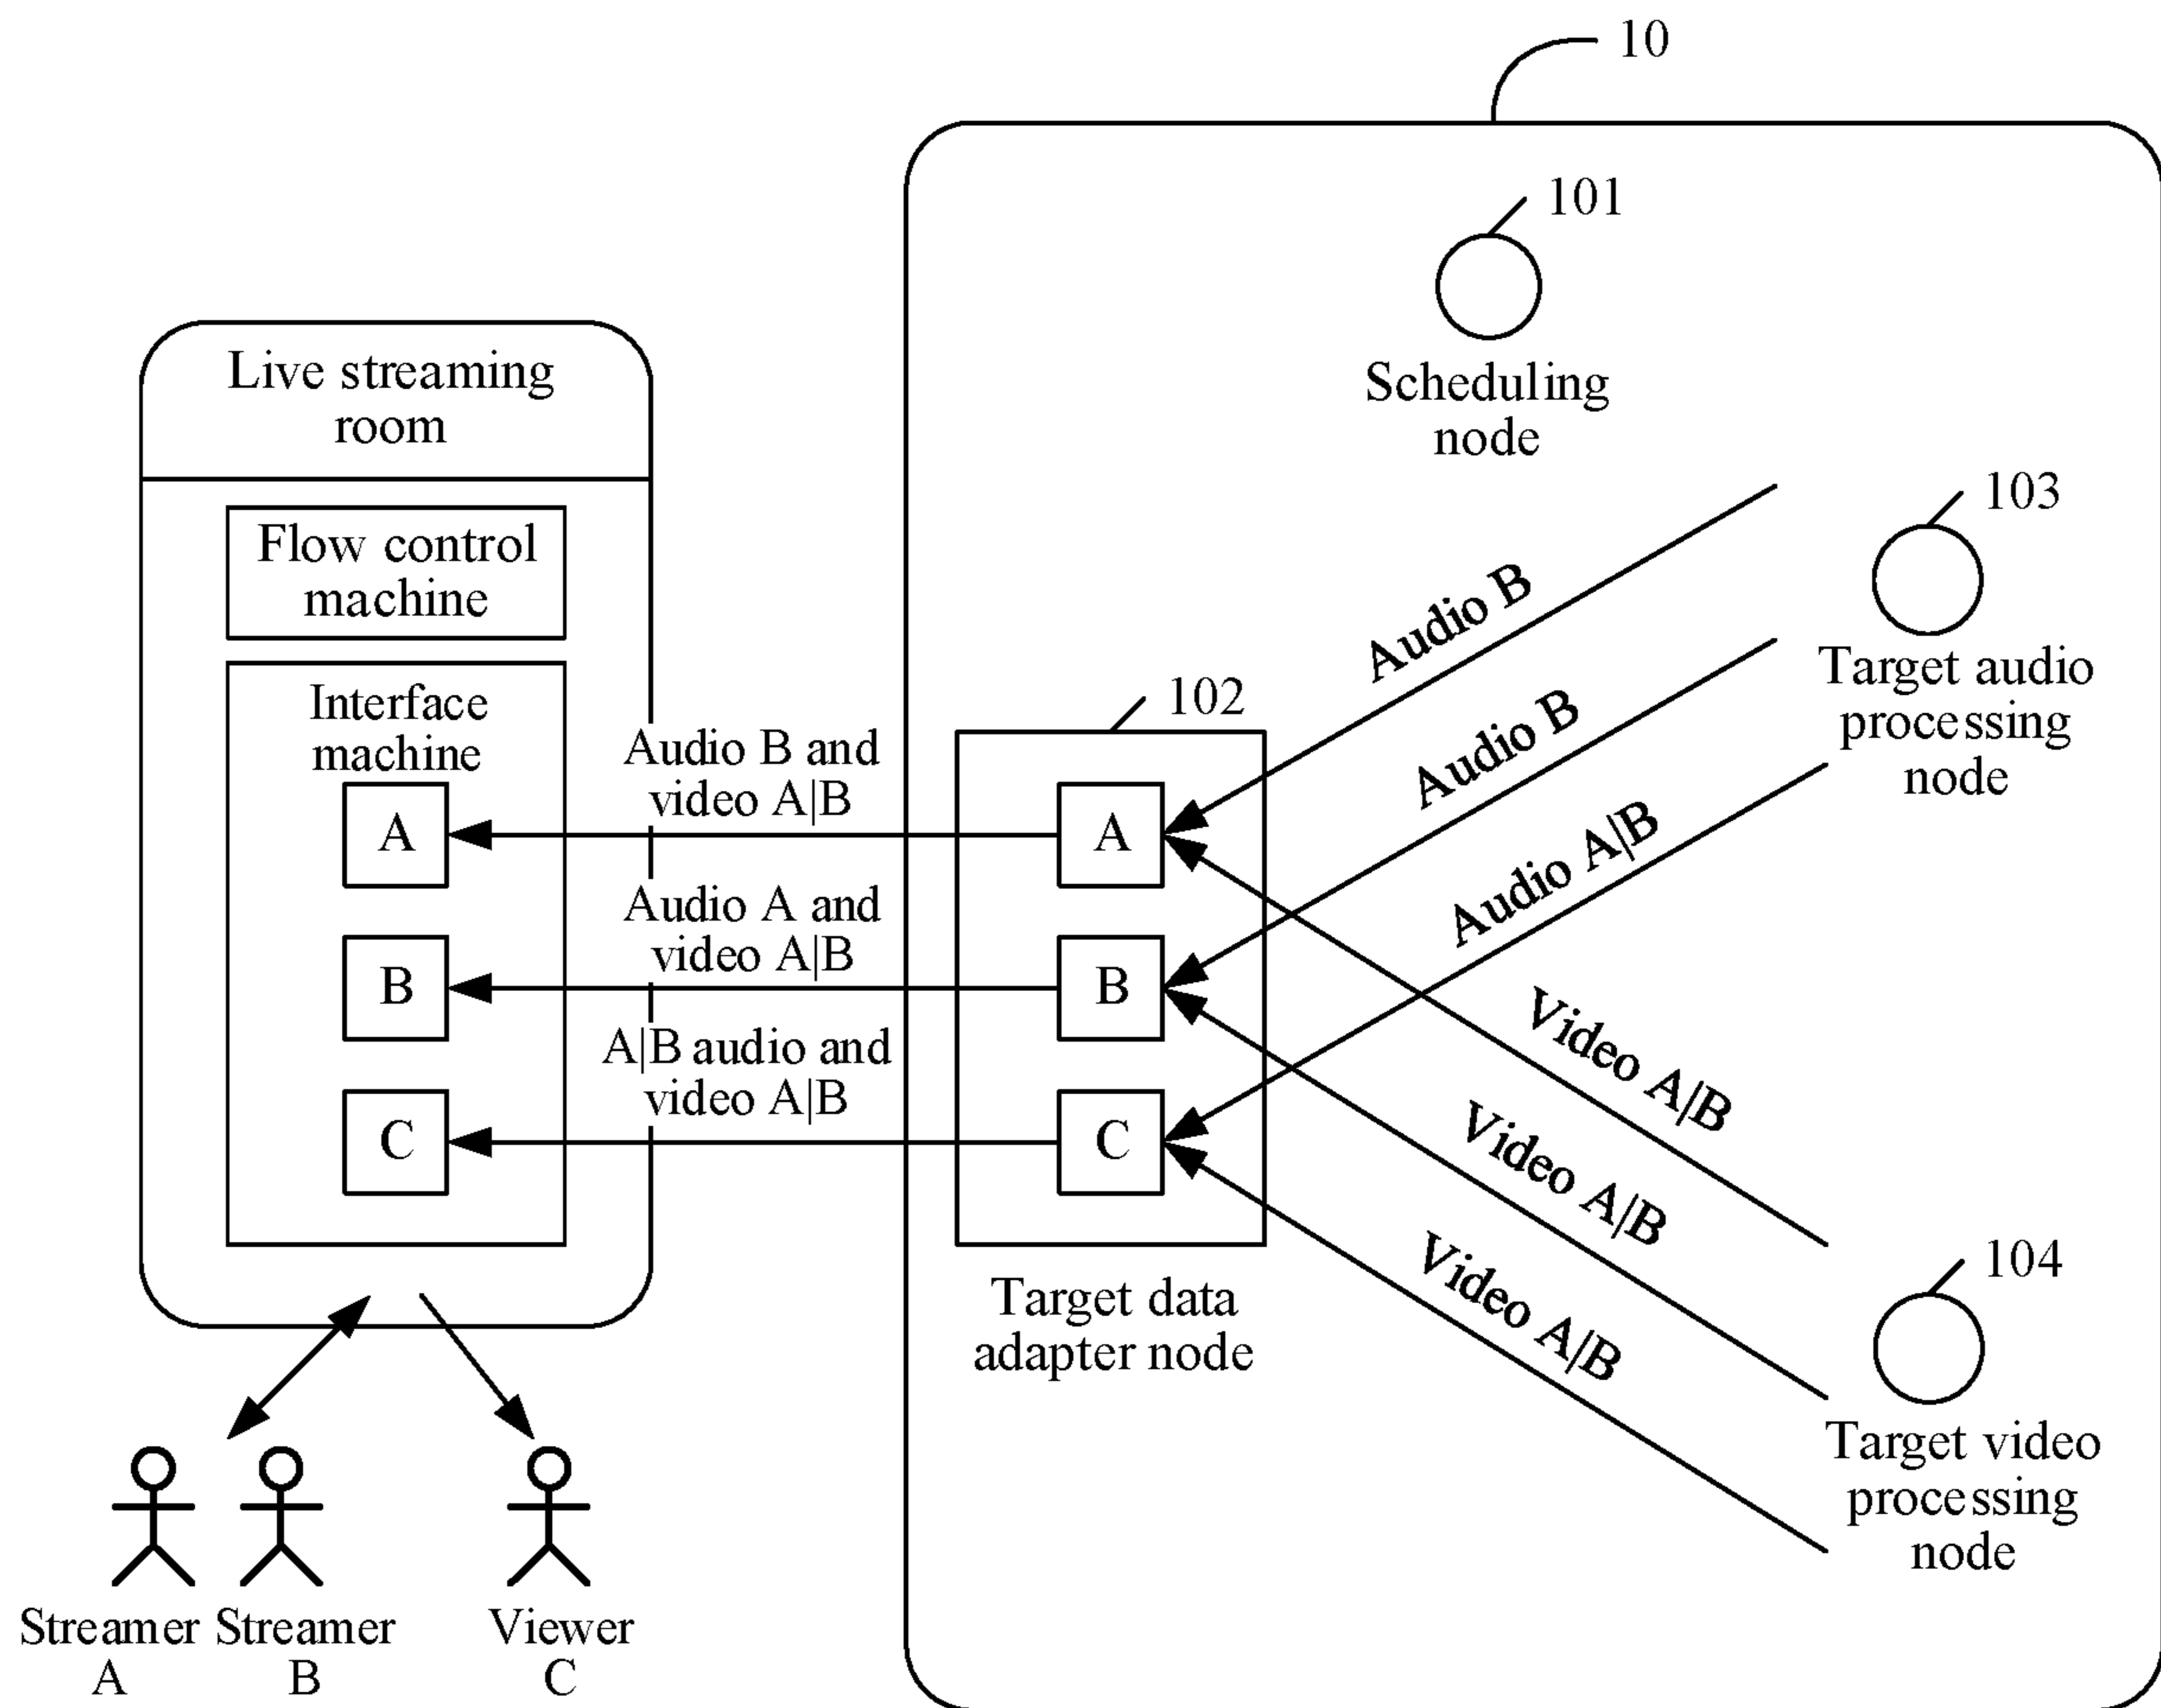 10
101
Scheduling
node
Live streaming
room
Flow control
machine
Interface
machine
A
B
C
Audio B and
video A|B
Audio A and
video A|B
A|B audio and
video A|B
102
A
B
C
Target data
adapter node
Audio B
Audio B
Audio A|B
Video A|B
Video A|B
Video A|B
103
Target audio
processing
node
104
Target video
processing
node
Streamer
A
Streamer
B
Viewer
C